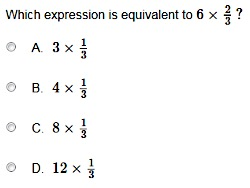 Which expression is equivalent to 6 × 2/3 ?
A. 3 × 1/3
B. 4 × 1/3
C. 8 × 1/3
D. 12 × 1/3